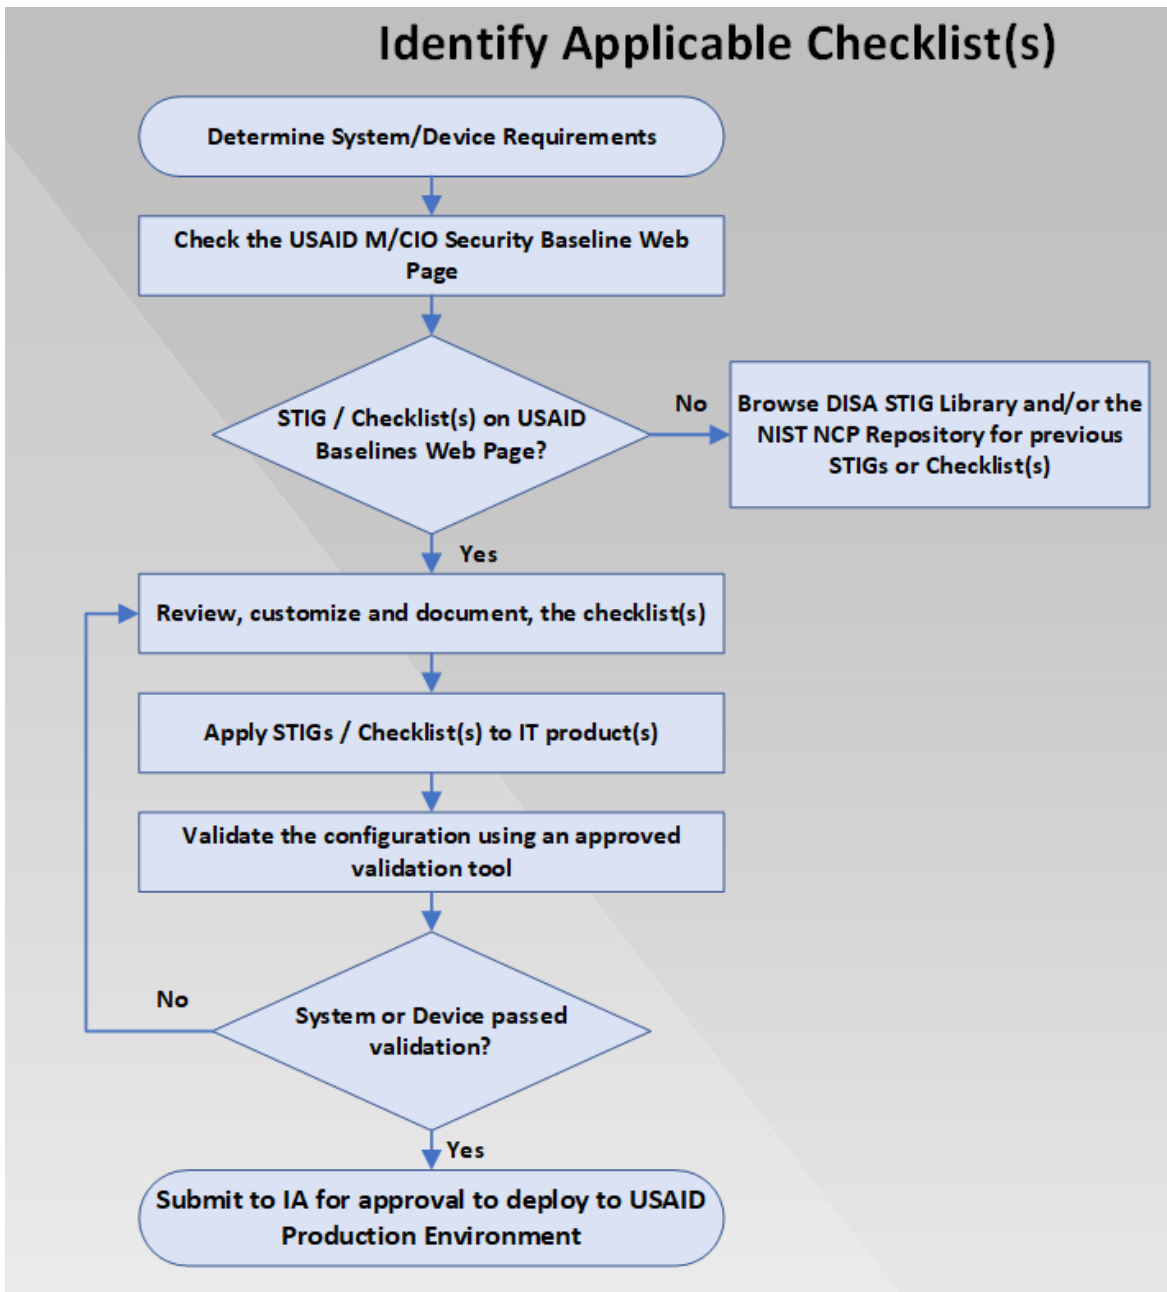 Identify Applicable Checklist(s)
Determine System/Device Requirements
Check the USAID M/CIO Security Baseline Web
Page
STIG / Checklist(s) on USAID
Baselines Web Page?
No
Browse DISA STIG Library and/or the
NIST NCP Repository for previous
STIGs or Checklist(s)
Yes
Review, customize and document, the checklist(s)
Apply STIGs / Checklist(s) to IT product(s)
Validate the configuration using an approved
validation tool
No
System or Device passed
validation?
Yes
Submit to IA for approval to deploy to USAID
Production Environment